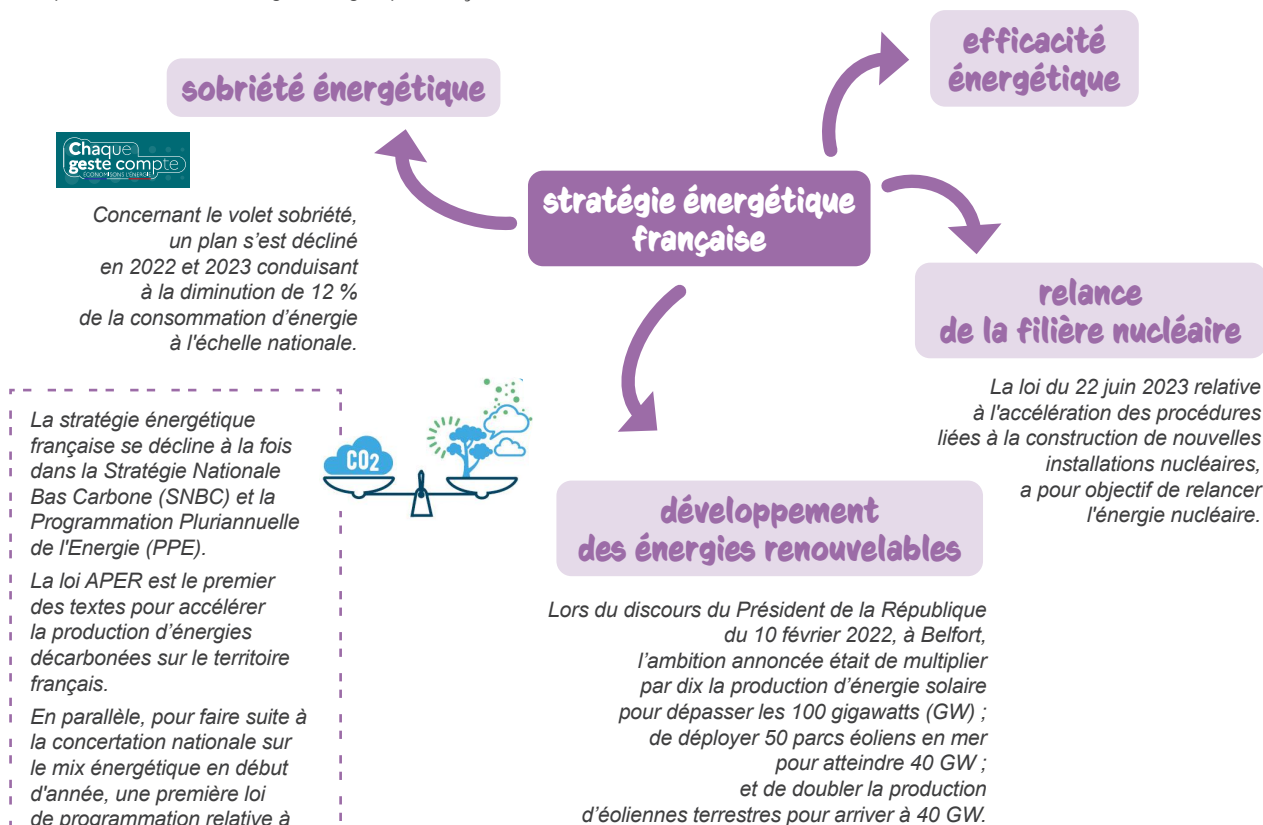 sobriété énergétique
efficacité
énergétique
Chaque
geste compte
ÉCONOMISONS L'ÉNERGIE
stratégie énergétique
française
Concernant le volet sobriété,
un plan s’est décliné
en 2022 et 2023 conduisant
à la diminution de 12 %
de la consommation d’énergie
à l'échelle nationale.
relance
de la filière nucléaire
La loi du 22 juin 2023 relative
à l'accélération des procédures
liées à la construction de nouvelles
installations nucléaires,
a pour objectif de relancer
l'énergie nucléaire.
La stratégie énergétique
française se décline à la fois
dans la Stratégie Nationale
Bas Carbone (SNBC) et la
Programmation Pluriannuelle
de l'Energie (PPE).
La loi APER est le premier
des textes pour accélérer
la production d’énergies
décarbonées sur le territoire
français.
En parallèle, pour faire suite à
la concertation nationale sur
le mix énergétique en début
d'année, une première loi
de programmation relative à
CO2
développement
des énergies renouvelables
Lors du discours du Président de la République
du 10 février 2022, à Belfort,
l’ambition annoncée était de multiplier
par dix la production d’énergie solaire
pour dépasser les 100 gigawatts (GW) ;
de déployer 50 parcs éoliens en mer
pour atteindre 40 GW ;
et de doubler la production
d’éoliennes terrestres pour arriver à 40 GW.